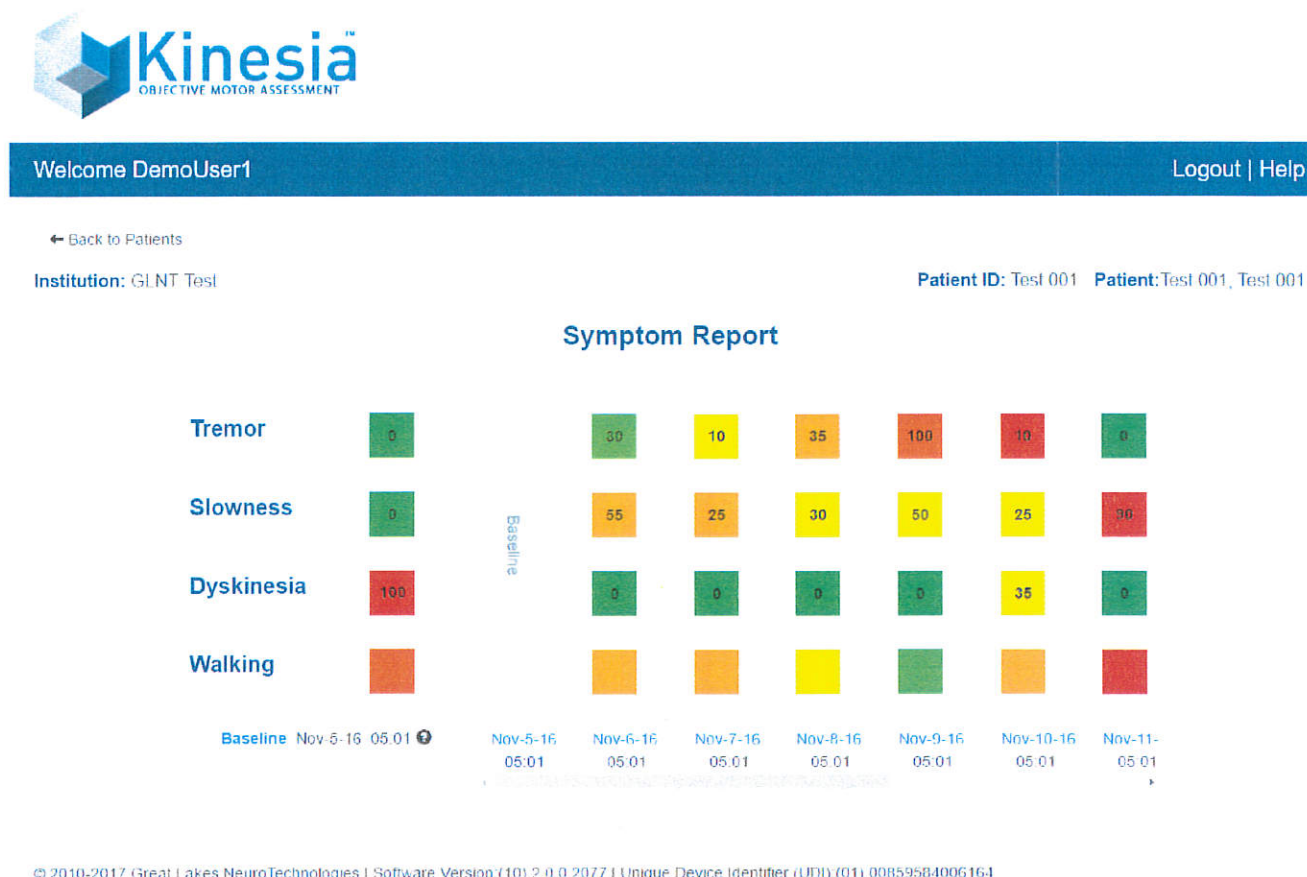 Kinesia™
OBJECTIVE MOTOR ASSESSMENT
Welcome DemoUser1 Logout | Help
Back to Patients
Institution: GLNT Test Patient ID: Test 001 Patient: Test 001, Test 001
Symptom Report
Tremor 0 30 10 35 100 10 0
Slowness 0 55 25 30 50 25 30
Baseline
Dyskinesia 100 0 0 0 0 35 0
Walking
Baseline Nov-5-16 05:01 Nov-5-16 Nov-6-16 Nov-7-16 Nov-8-16 Nov-9-16 Nov-10-16 Nov-11-
05:01 05:01 05:01 05:01 05:01 05:01 05:01
© 2010-2017 Great Lakes NeuroTechnologies | Software Version:(10) 2.0.0.2077 | Unique Device Identifier (UDI):(01) 00859584006164